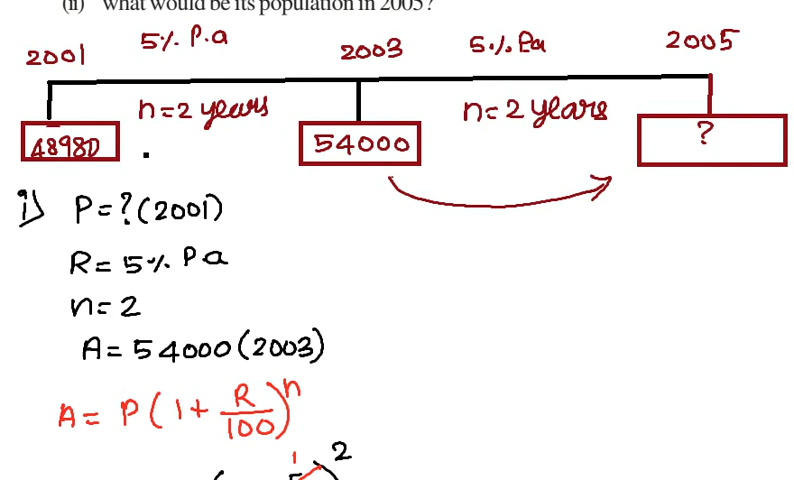 (ii) what would be its population in 2005?
2001 5% P.a 2003 5% Pa 2005
n=2 years n=2 years
48980 54000 ?
i) P=?(2001)
R= 5% Pa
n=2
A= 54000(2003)
A= P(1+R/100)^n
1 2